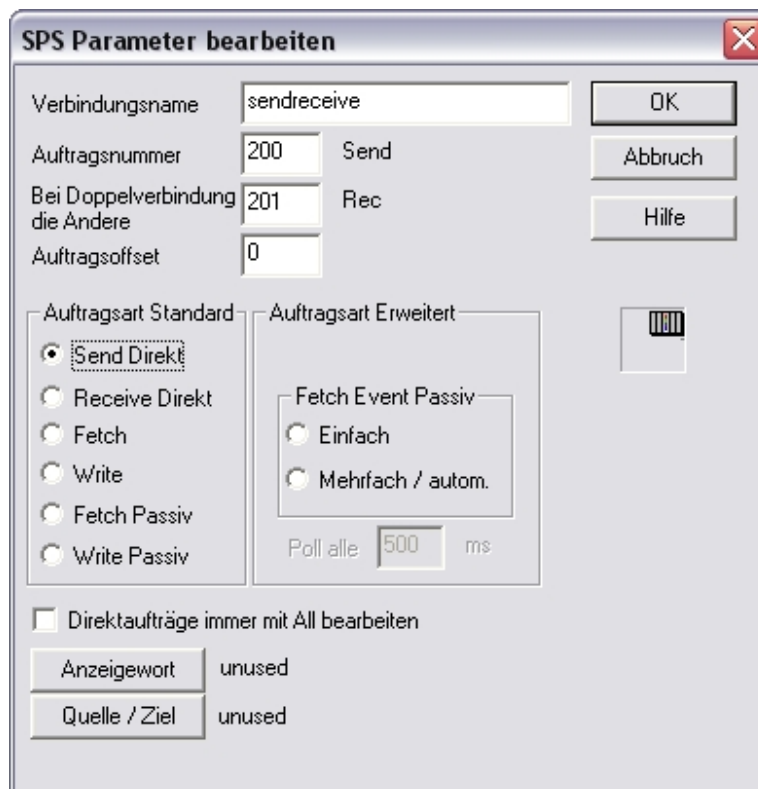 SPS Parameter bearbeiten
Verbindungsname sendreceive OK
Auftragsnummer 200 Send Abbruch
Bei Doppelverbindung
die Andere 201 Rec Hilfe
Auftragsoffset 0
Auftragsart Standard Auftragsart Erweitert
Send Direkt
Receive Direkt Fetch Event Passiv
Fetch Einfach
Write Mehrfach / autom.
Fetch Passiv
Write Passiv Poll alle 500 ms
Direktaufträge immer mit All bearbeiten
Anzeigewort unused
Quelle / Ziel unused